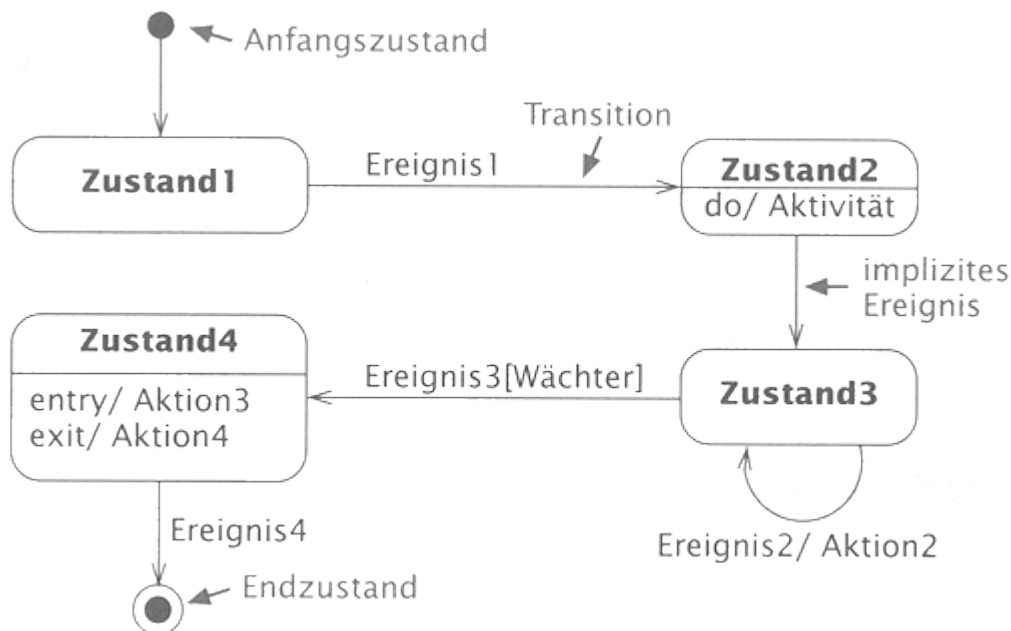 Anfangszustand
Transition
Zustand1
Ereignis1
Zustand2
do/ Aktivität
implizites
Ereignis
Zustand4
entry/ Aktion3
exit/ Aktion4
Ereignis3[Wächter]
Zustand3
Ereignis4
Ereignis2/ Aktion2
Endzustand